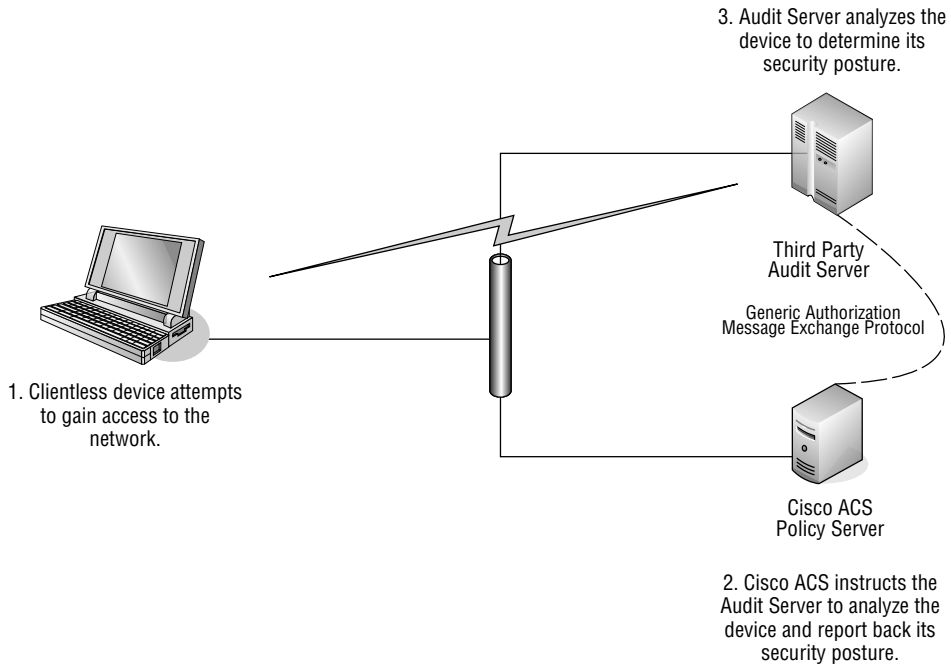 3. Audit Server analyzes the
device to determine its
security posture.
Third Party
Audit Server
Generic Authorization
Message Exchange Protocol
1. Clientless device attempts
to gain access to the
network.
Cisco ACS
Policy Server
2. Cisco ACS instructs the
Audit Server to analyze the
device and report back its
security posture.